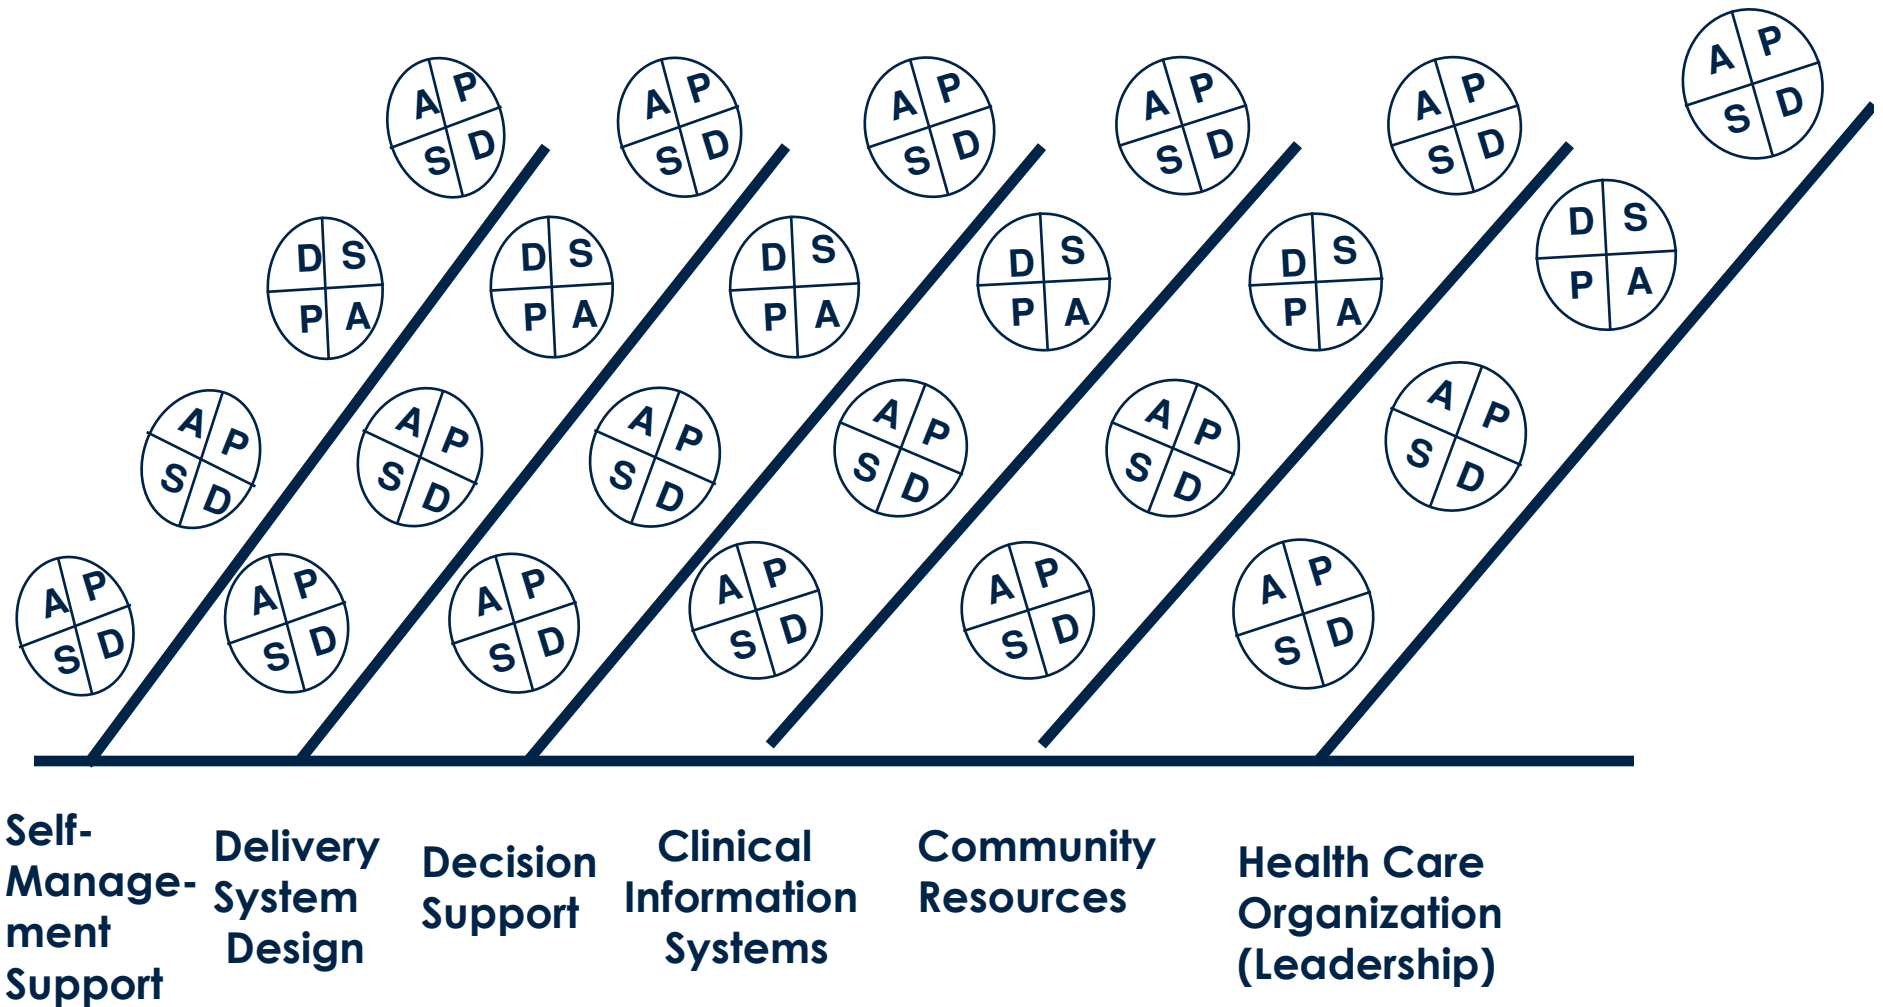 A P
A P
A P
A P
A P
A P
S D
S D
S D
S D
S D
S D
D S
D S
D S
D S
D S
D S
P A
P A
P A
P A
P A
P A
A P
A P
A P
A P
A P
A P
S D
S D
S D
S D
S D
S D
A P
A P
A P
A P
A P
A P
S D
S D
S D
S D
S D
S D
Self-
Manage-
ment
Support
Delivery
System
Design
Decision
Support
Clinical
Information
Systems
Community
Resources
Health Care
Organization
(Leadership)